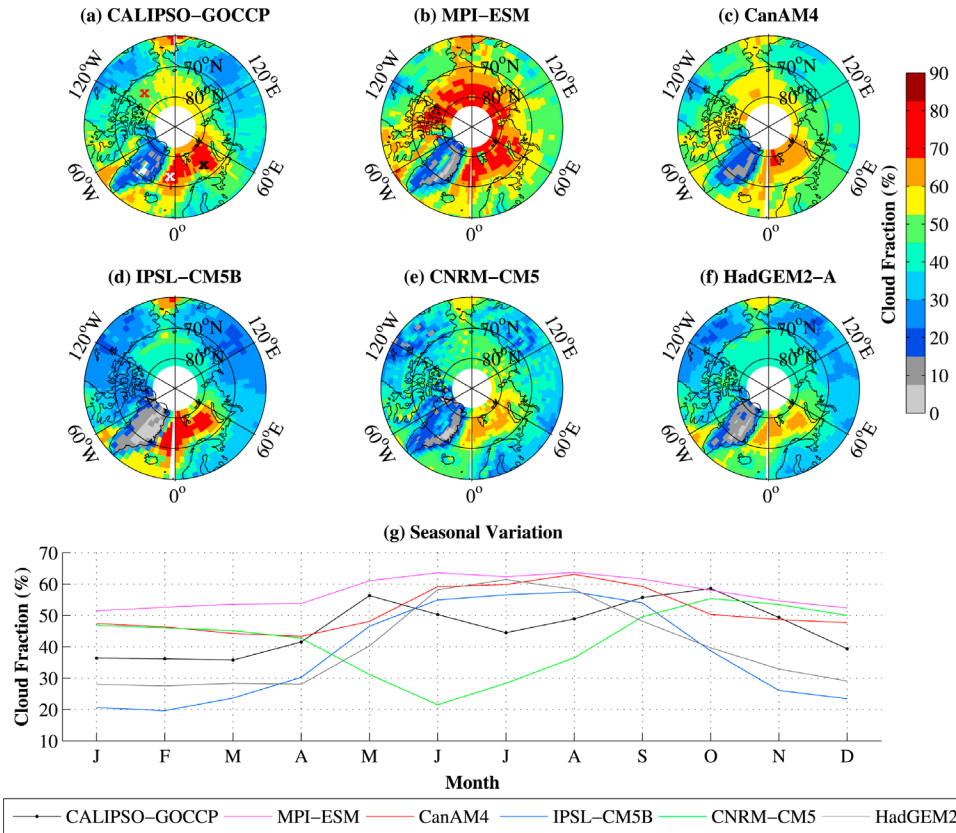 (a) CALIPSO−GOCCP
(b) MPI−ESM
(c) CanAM4
120°W
70°N
80°N
120°E
60°W
60°E
0°
120°W
70°N
80°N
120°E
60°W
60°E
0°
120°W
70°N
80°N
120°E
60°W
60°E
0°
(d) IPSL−CM5B
(e) CNRM−CM5
(f) HadGEM2−A
120°W
70°N
80°N
120°E
60°W
60°E
0°
120°W
70°N
80°N
120°E
60°W
60°E
0°
120°W
70°N
80°N
120°E
60°W
60°E
0°
Cloud Fraction (%)
90
80
70
60
50
40
30
20
10
0
(g) Seasonal Variation
Cloud Fraction (%)
70
60
50
40
30
20
10
J F M A M J J A S O N D
Month
CALIPSO−GOCCP MPI−ESM CanAM4 IPSL−CM5B CNRM−CM5 HadGEM2